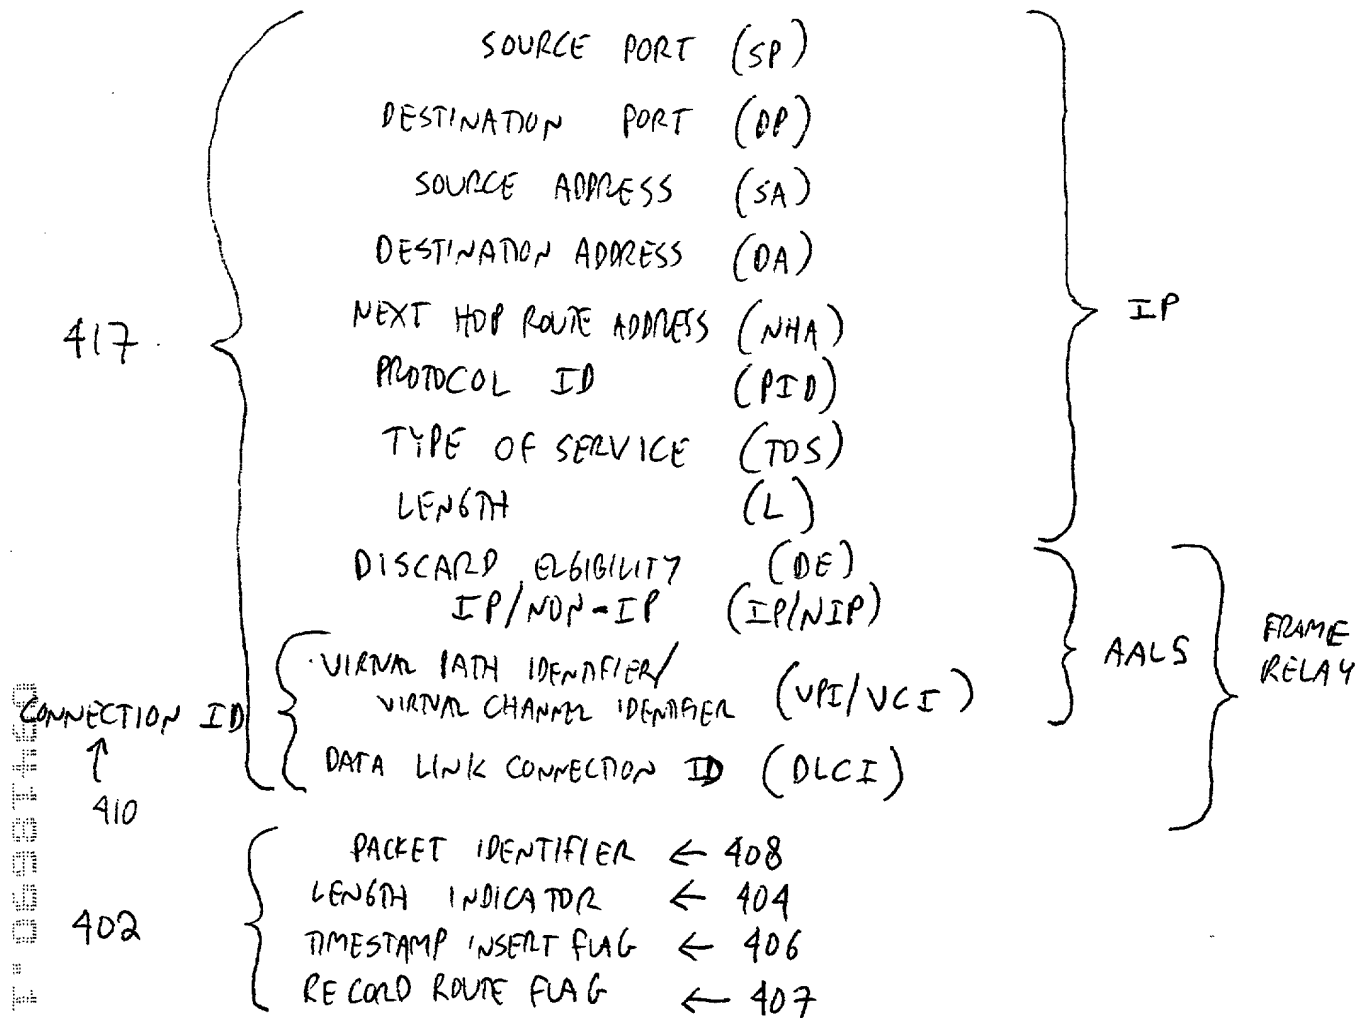 SOURCE PORT (SP)
DESTINATION PORT (DP)
SOURCE ADDRESS (SA)
DESTINATION ADDRESS (DA)
NEXT HOP ROUTE ADDRESS (NHA)
417
IP
PROTOCOL ID (PID)
TYPE OF SERVICE (TOS)
LENGTH (L)
DISCARD ELGIBILITY (DE)
IP/NON-IP (IP/NIP)
AAL5
FRAME
RELAY
VIRTUAL PATH IDENTIFIER/
VIRTUAL CHANNEL IDENTIFIER (VPI/VCI)
CONNECTION ID
↑
410
DATA LINK CONNECTION ID (DLCI)
402
PACKET IDENTIFIER ← 408
LENGTH INDICATOR ← 404
TIMESTAMP INSERT FLAG ← 406
RECORD ROUTE FLAG ← 407